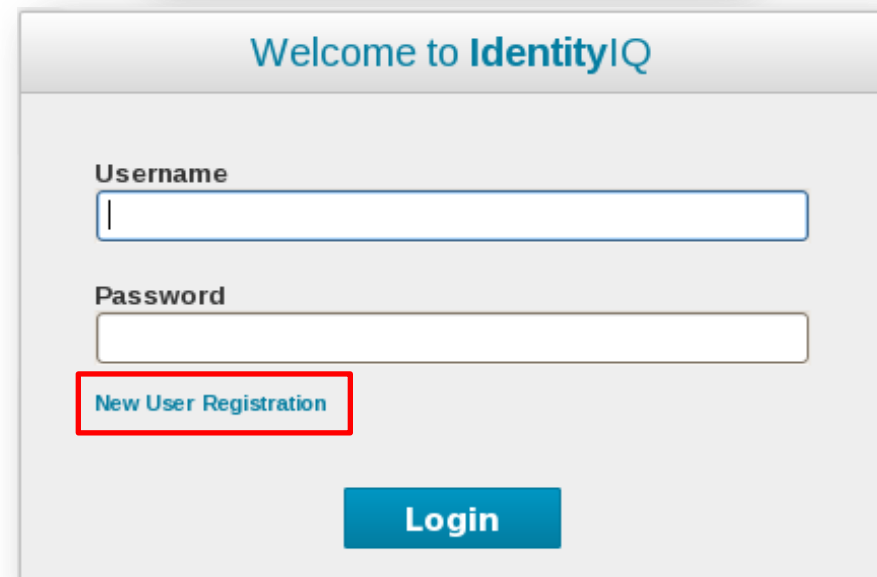 Welcome to IdentityIQ
Username
Password
New User Registration
Login